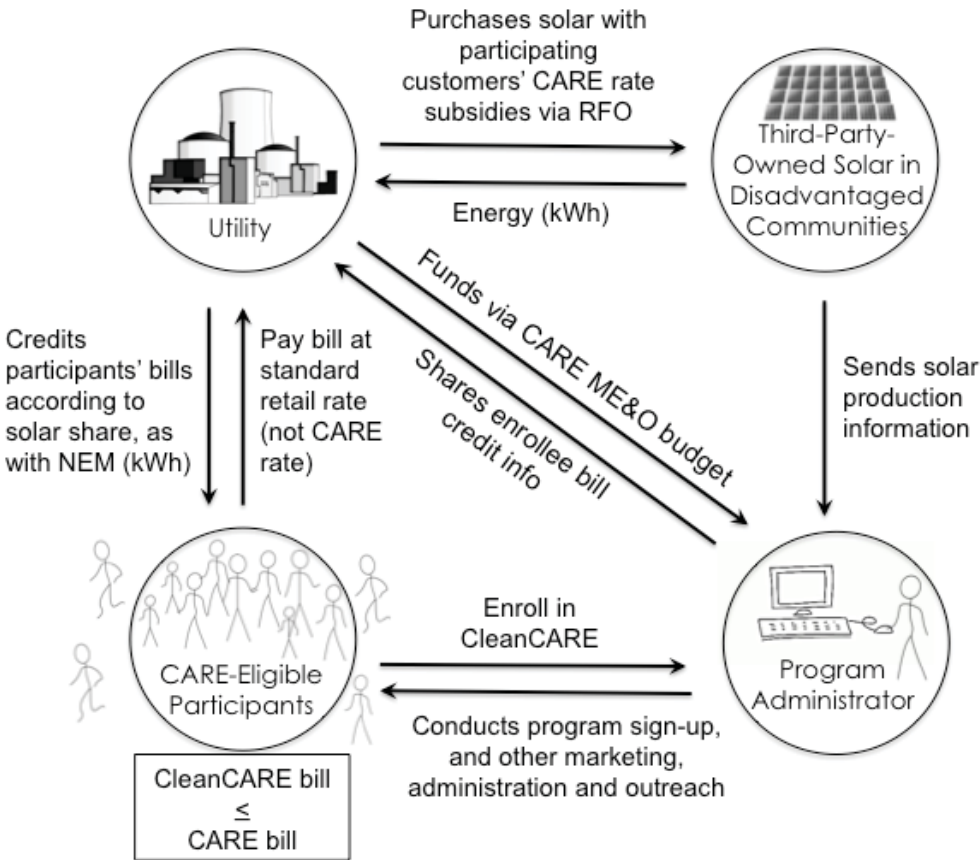 Purchases solar with
participating
customers’ CARE rate
subsidies via RFO
Utility
Energy (kWh)
Third-Party-
Owned Solar in
Disadvantaged
Communities
Funds via CARE ME&O budget
Shares enrollee bill
credit info
Credits
participants’ bills
according to
solar share, as
with NEM (kWh)
Pay bill at
standard
retail rate
(not CARE
rate)
Sends solar
production
information
CARE-Eligible
Participants
Enroll in
CleanCARE
Conducts program sign-up,
and other marketing,
administration and outreach
Program
Administrator
CleanCARE bill
≤
CARE bill